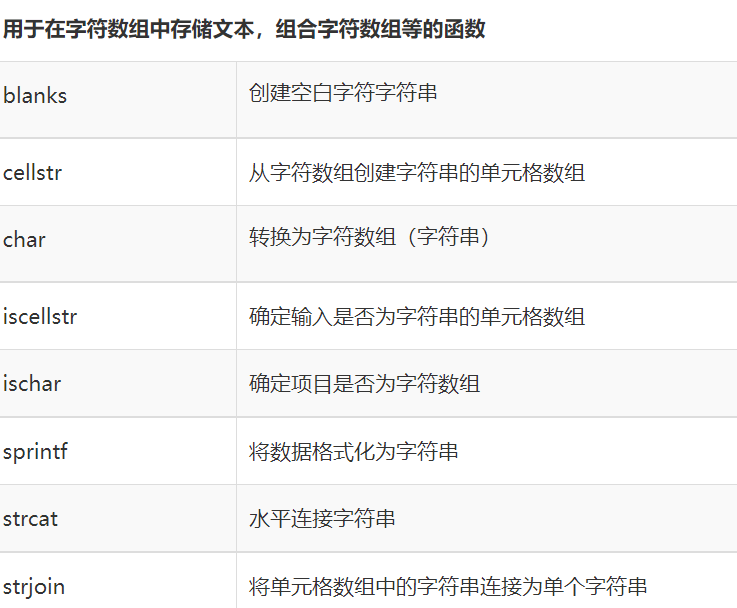 用于在字符数组中存储文本，组合字符数组等的函数
blanks 创建空白字符字符串
cellstr 从字符数组创建字符串的单元格数组
char 转换为字符数组（字符串）
iscellstr 确定输入是否为字符串的单元格数组
ischar 确定项目是否为字符数组
sprintf 将数据格式化为字符串
strcat 水平连接字符串
strjoin 将单元格数组中的字符串连接为单个字符串